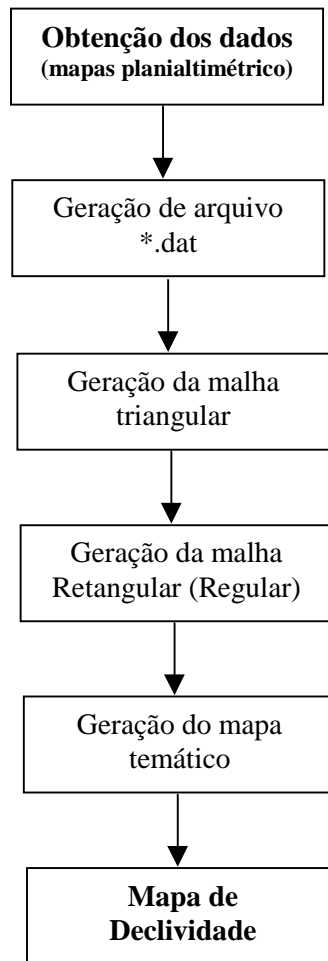 Obtenção dos dados
(mapas planialtimétrico)
Geração de arquivo
*.dat
Geração da malha
triangular
Geração da malha
Retangular (Regular)
Geração do mapa
temático
Mapa de
Declividade